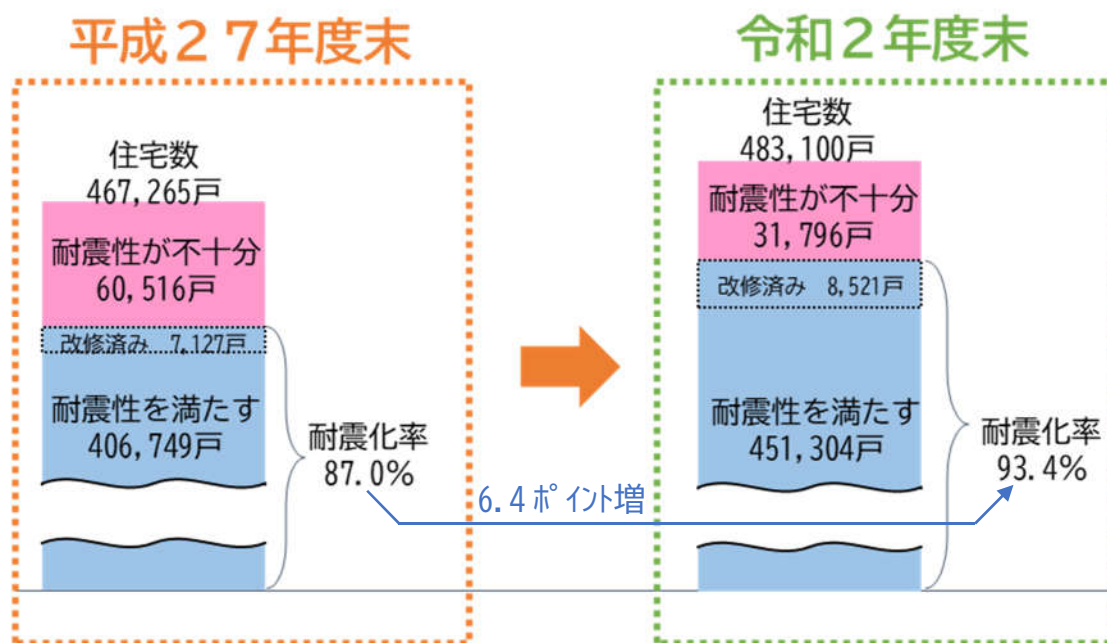 平成２７年度末
住宅数
467,265戸
耐震性が不十分
60,516戸
改修済み　7,127戸
耐震性を満たす
406,749戸
耐震化率
87.0%
6.4ﾎﾟｲﾝﾄ増
令和２年度末
住宅数
483,100戸
耐震性が不十分
31,796戸
改修済み　8,521戸
耐震性を満たす
451,304戸
耐震化率
93.4%